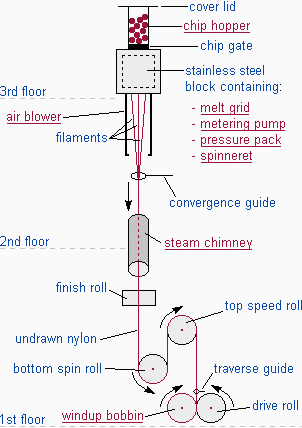 cover lid
chip hopper
chip gate
stainless steel
block containing:
- melt grid
- metering pump
- pressure pack
- spinneret
3rd floor
air blower
filaments
convergence guide
2nd floor
steam chimney
finish roll
top speed roll
undrawn nylon
bottom spin roll
traverse guide
windup bobbin
drive roll
1st floor